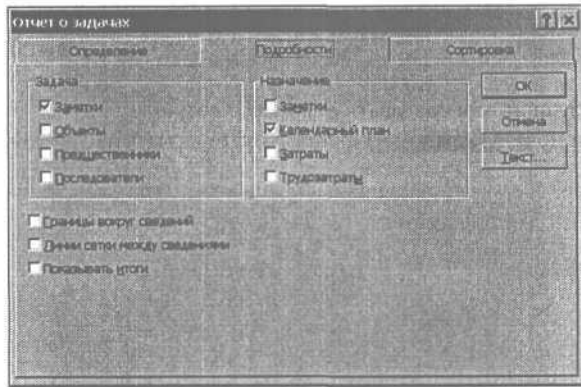 Отчет о задачах
Определение Подробности Сортировка
Задача
Заметки
Объекты
Предшественники
Последователи
Назначение
Заметки
Календарный план
Затраты
Трудозатраты
ОК
Отмена
Текст...
Границы вокруг сведений
Линии сетки между сведениями
Показывать итоги